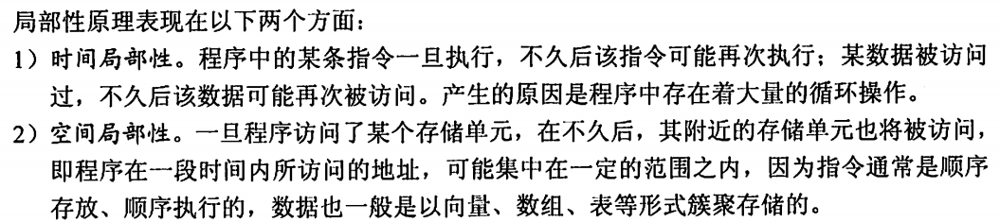 局部性原理表现在以下两个方面：
1）时间局部性。程序中的某条指令一旦执行，不久后该指令可能再次执行；某数据被访问
过，不久后该数据可能再次被访问。产生的原因是程序中存在着大量的循环操作。
2）空间局部性。一旦程序访问了某个存储单元，在不久后，其附近的存储单元也将被访问，
即程序在一段时间内所访问的地址，可能集中在一定的范围之内，因为指令通常是顺序
存放、顺序执行的，数据也一般是以向量、数组、表等形式簇聚存储的。